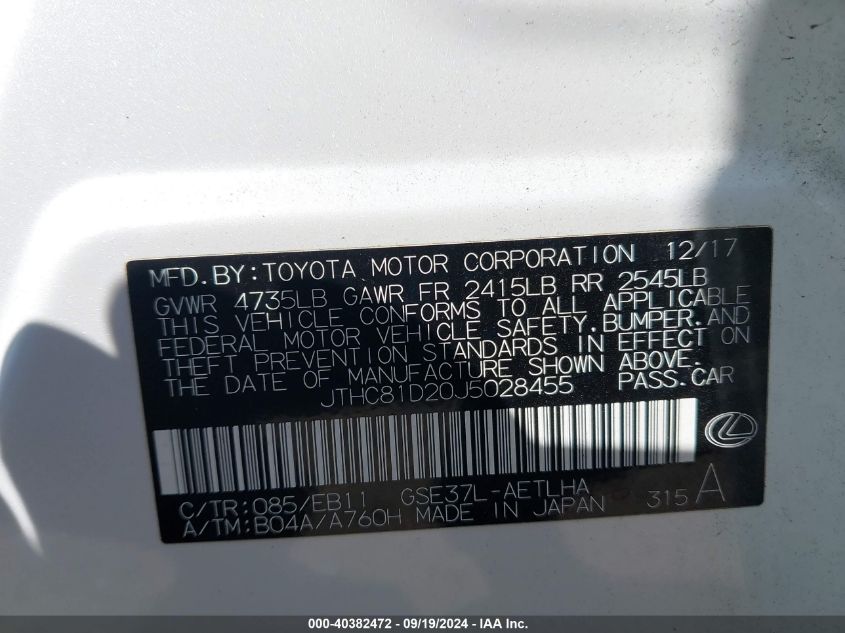 MFD.BY:TOYOTA MOTOR CORPORATION 12/17
GVWR 4735LB GAWR FR 2415LB RR 2545LB
THIS VEHICLE CONFORMS TO ALL APPLICABLE
FEDERAL MOTOR VEHICLE SAFETY,BUMPER,AND
THEFT PREVENTION STANDARDS IN EFFECT ON
THE DATE OF MANUFACTURE SHOWN ABOVE.
JTHC81D20J5028455 PASS.CAR
C/TR:085/EB11 GSE37L-AETLHA
A/TM:B04A/A760H MADE IN JAPAN 315 A
000-40382472 - 09/19/2024 - IAA Inc.